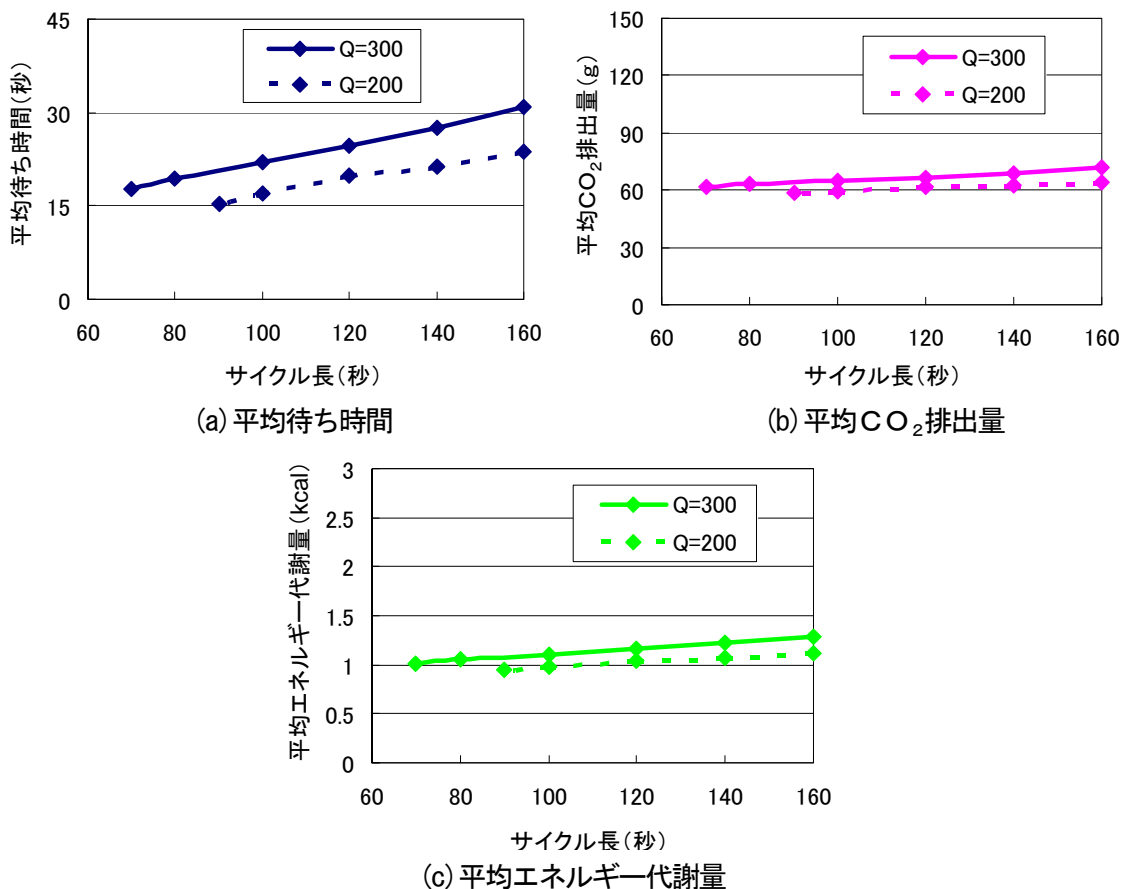 平均待ち時間(秒)
45
30
15
0
Q=300
Q=200
60 80 100 120 140 160
サイクル長(秒)
(a)平均待ち時間
平均CO₂排出量(g)
150
120
90
60
30
0
Q=300
Q=200
60 80 100 120 140 160
サイクル長(秒)
(b)平均CO₂排出量
平均エネルギー代謝量(kcal)
3
2.5
2
1.5
1
0.5
0
Q=300
Q=200
60 80 100 120 140 160
サイクル長(秒)
(c)平均エネルギー代謝量